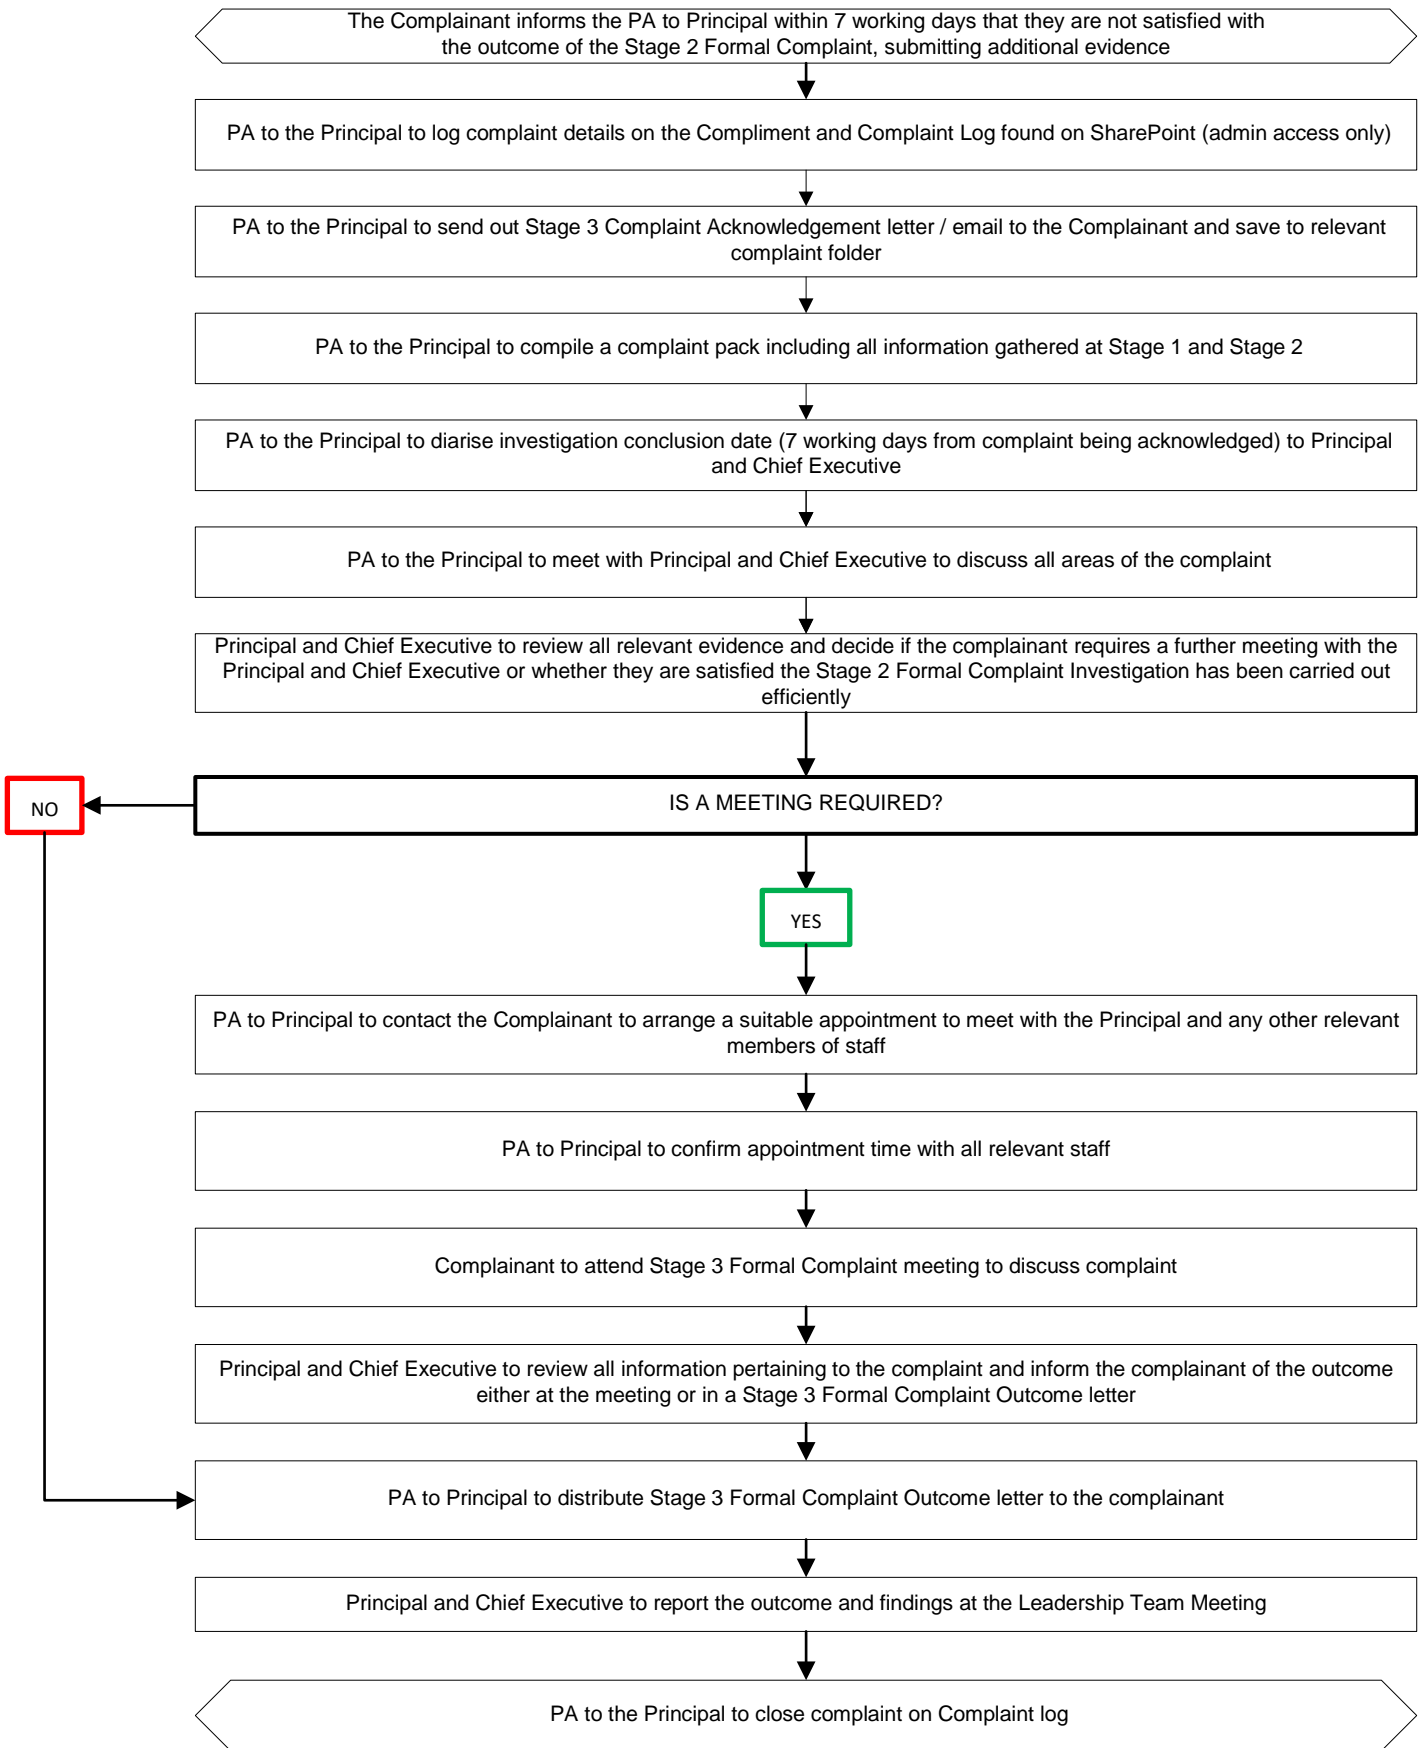 The Complainant informs the PA to Principal within 7 working days that they are not satisfied with
the outcome of the Stage 2 Formal Complaint, submitting additional evidence
PA to the Principal to log complaint details on the Compliment and Complaint Log found on SharePoint (admin access only)
PA to the Principal to send out Stage 3 Complaint Acknowledgement letter / email to the Complainant and save to relevant
complaint folder
PA to the Principal to compile a complaint pack including all information gathered at Stage 1 and Stage 2
PA to the Principal to diarise investigation conclusion date (7 working days from complaint being acknowledged) to Principal
and Chief Executive
PA to the Principal to meet with Principal and Chief Executive to discuss all areas of the complaint
Principal and Chief Executive to review all relevant evidence and decide if the complainant requires a further meeting with the
Principal and Chief Executive or whether they are satisfied the Stage 2 Formal Complaint Investigation has been carried out
efficiently
IS A MEETING REQUIRED?
NO
YES
PA to Principal to contact the Complainant to arrange a suitable appointment to meet with the Principal and any other relevant
members of staff
PA to Principal to confirm appointment time with all relevant staff
Complainant to attend Stage 3 Formal Complaint meeting to discuss complaint
Principal and Chief Executive to review all information pertaining to the complaint and inform the complainant of the outcome
either at the meeting or in a Stage 3 Formal Complaint Outcome letter
PA to Principal to distribute Stage 3 Formal Complaint Outcome letter to the complainant
Principal and Chief Executive to report the outcome and findings at the Leadership Team Meeting
PA to the Principal to close complaint on Complaint log